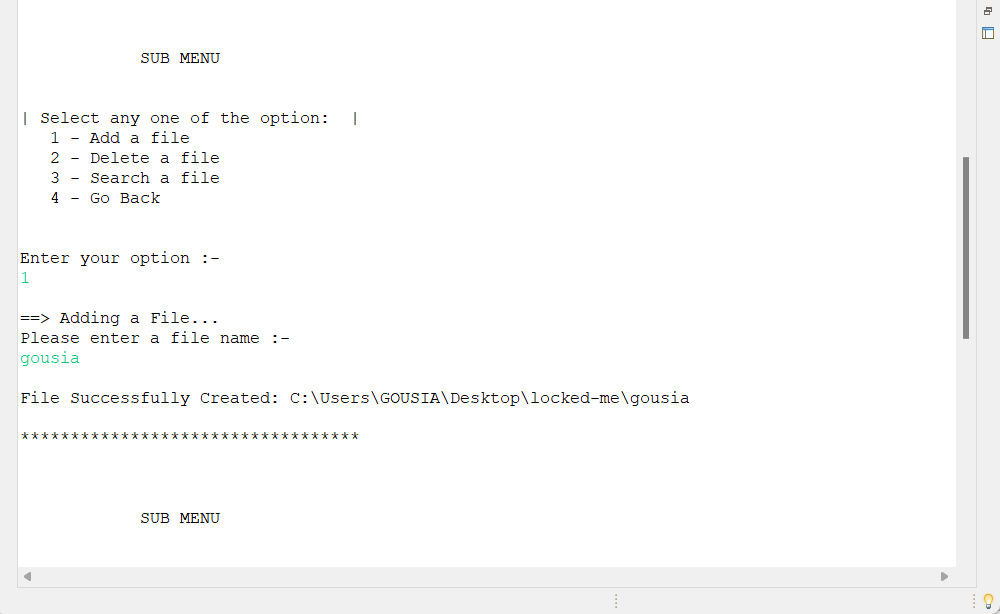 SUB MENU
| Select any one of the option: |
1 - Add a file
2 - Delete a file
3 - Search a file
4 - Go Back
Enter your option :-
1
==> Adding a File...
Please enter a file name :-
gousia
File Successfully Created: C:\Users\GOUSIA\Desktop\locked-me\gousia
**********************************
SUB MENU